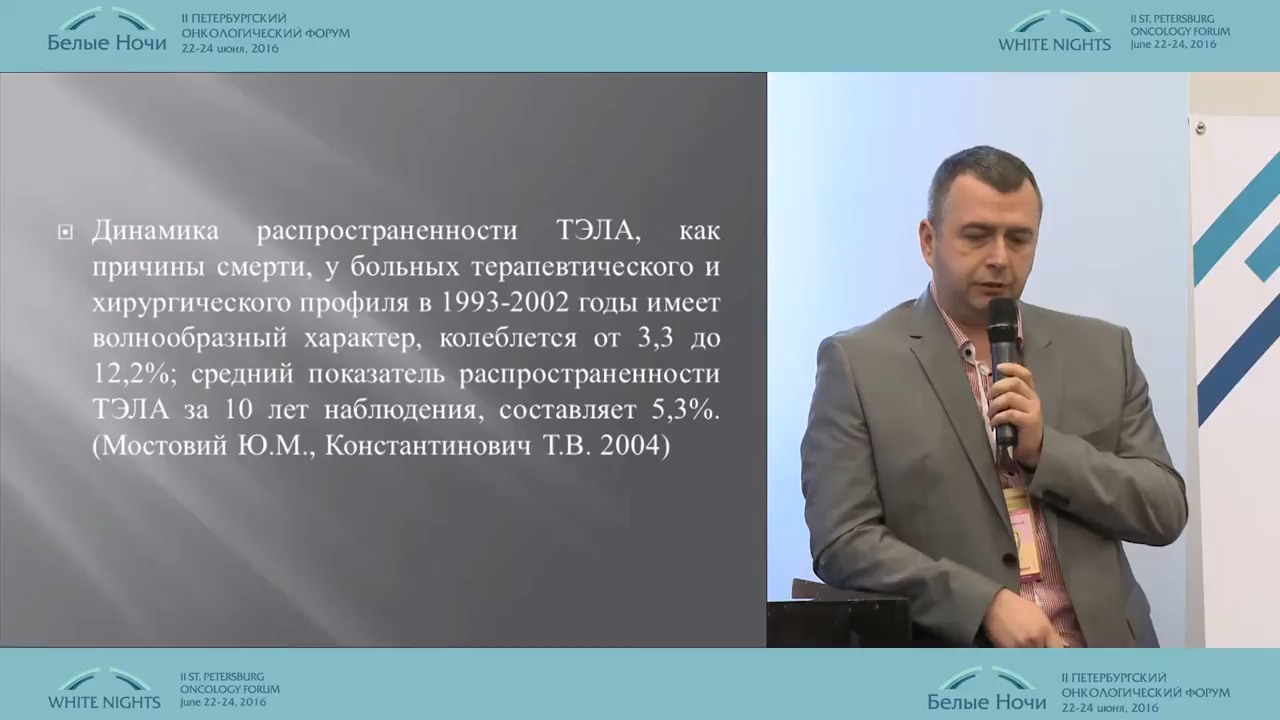 Белые Ночи
II ПЕТЕРБУРГСКИЙ
ОНКОЛОГИЧЕСКИЙ ФОРУМ
22-24 июня, 2016
WHITE NIGHTS
II ST. PETERSBURG
ONCOLOGY FORUM
June 22-24, 2016
Динамика распространенности ТЭЛА, как
причины смерти, у больных терапевтического и
хирургического профиля в 1993-2002 годы имеет
волнообразный характер, колеблется от 3,3 до
12,2%; средний показатель распространенности
ТЭЛА за 10 лет наблюдения, составляет 5,3%.
(Мостовий Ю.М., Константинович Т.В. 2004)
WHITE NIGHTS
II ST. PETERSBURG
ONCOLOGY FORUM
June 22-24, 2016
Белые Ночи
II ПЕТЕРБУРГСКИЙ
ОНКОЛОГИЧЕСКИЙ ФОРУМ
22-24 июня, 2016